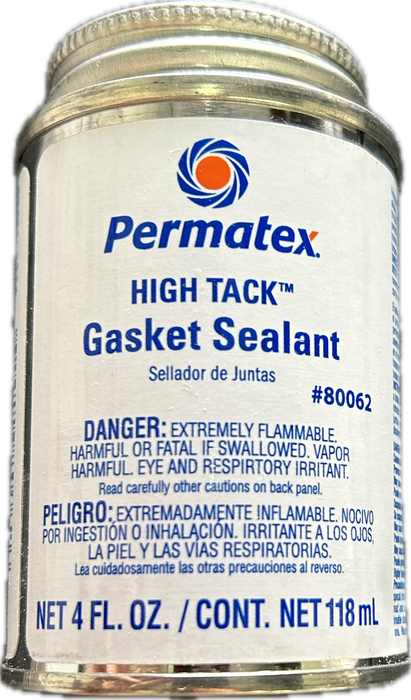 Permatex.
HIGH TACK™
Gasket Sealant
Sellador de Juntas
#80062
DANGER: EXTREMELY FLAMMABLE.
HARMFUL OR FATAL IF SWALLOWED. VAPOR
HARMFUL. EYE AND RESPIRTORY IRRITANT.
Read carefully other cautions on back panel.
PELIGRO: EXTREMADAMENTE INFLAMABLE. NOCIVO
POR INGESTIÓN O INHALACIÓN. IRRITANTE A LOS OJOS,
LA PIEL Y LAS VÍAS RESPIRATORIAS.
Lea cuidadosamente las otras precauciones al reverso.
NET 4 FL. OZ. / CONT. NET 118 mL